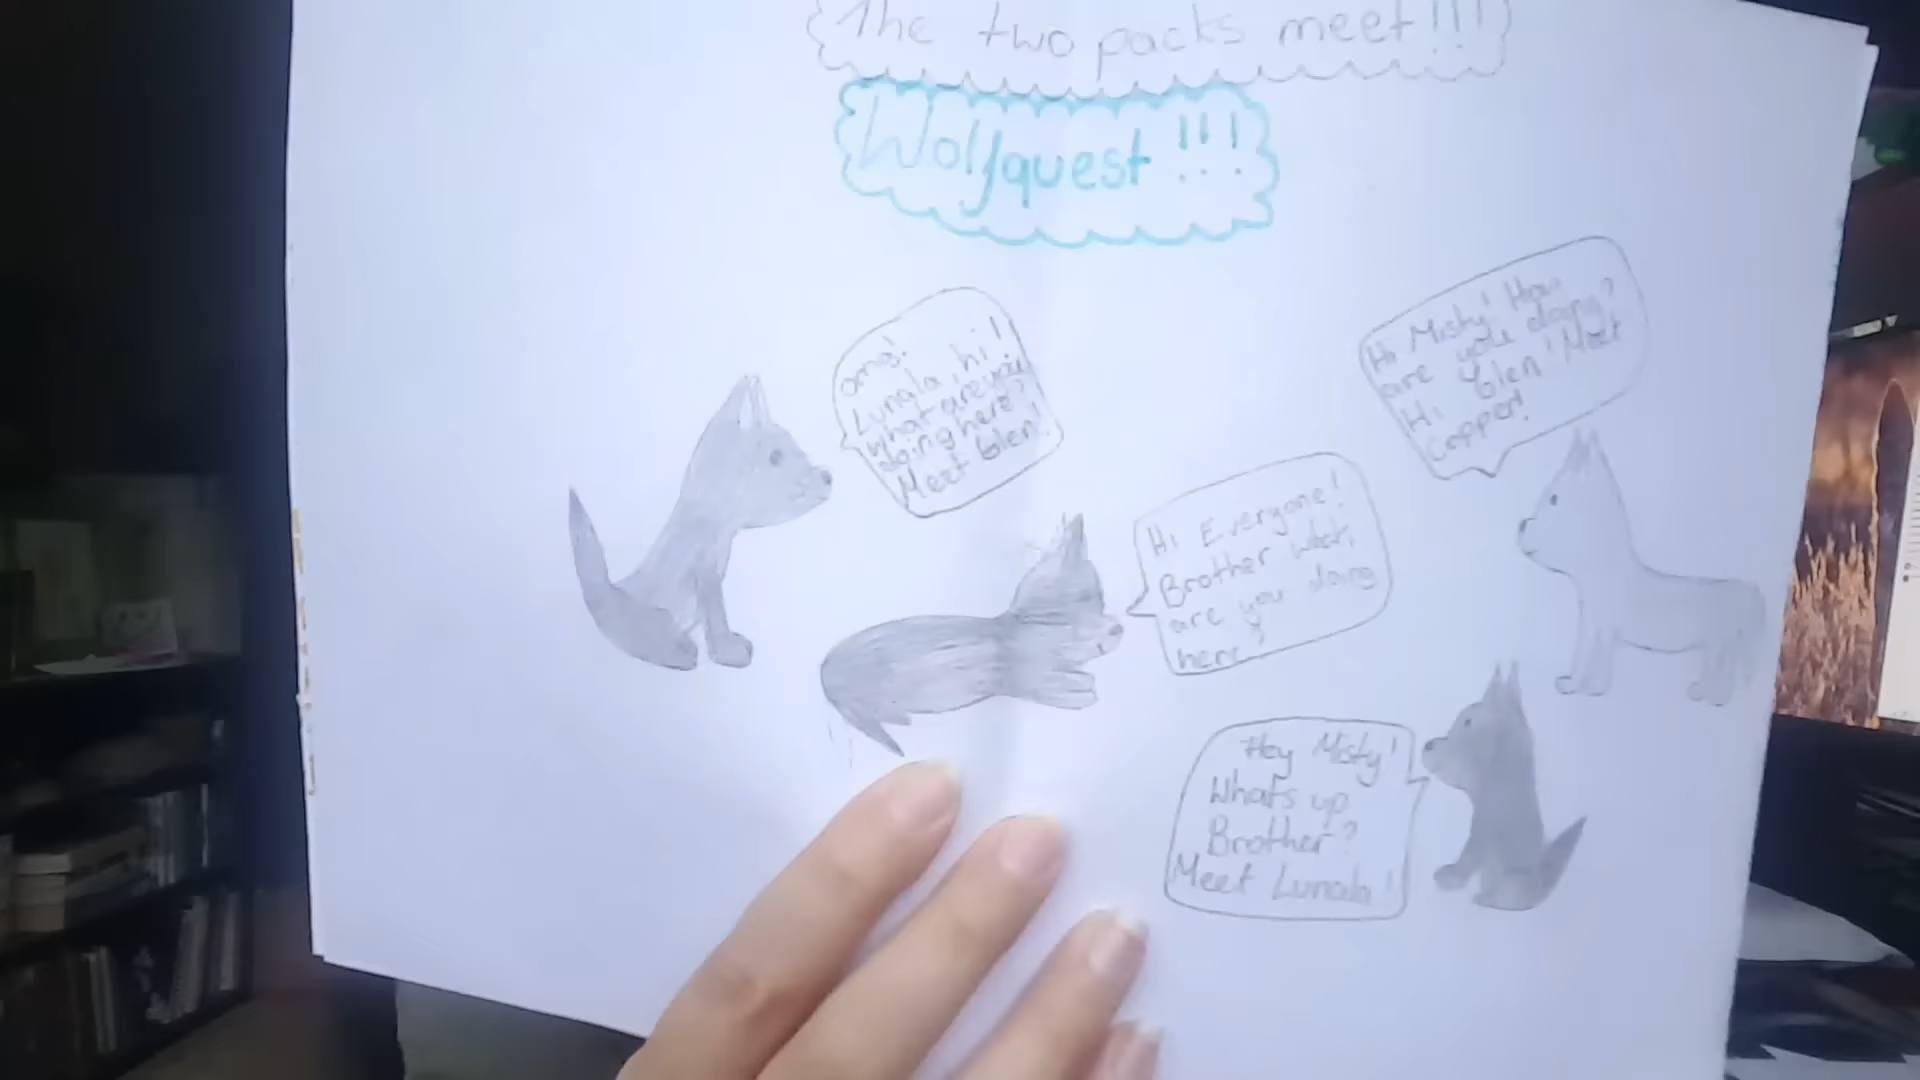 The two packs meet!!!
Wolfquest!!!
omg!
Lunala, hi!
what are you
doing here?
Meet Glen!
Hi Misty! How
are you doing?
Hi Glen! Meet
Copper!
Hi Everyone!
Brother what,
are you doing
here?
Hey Misty!
Whats up
Brother?
Meet Lunala!